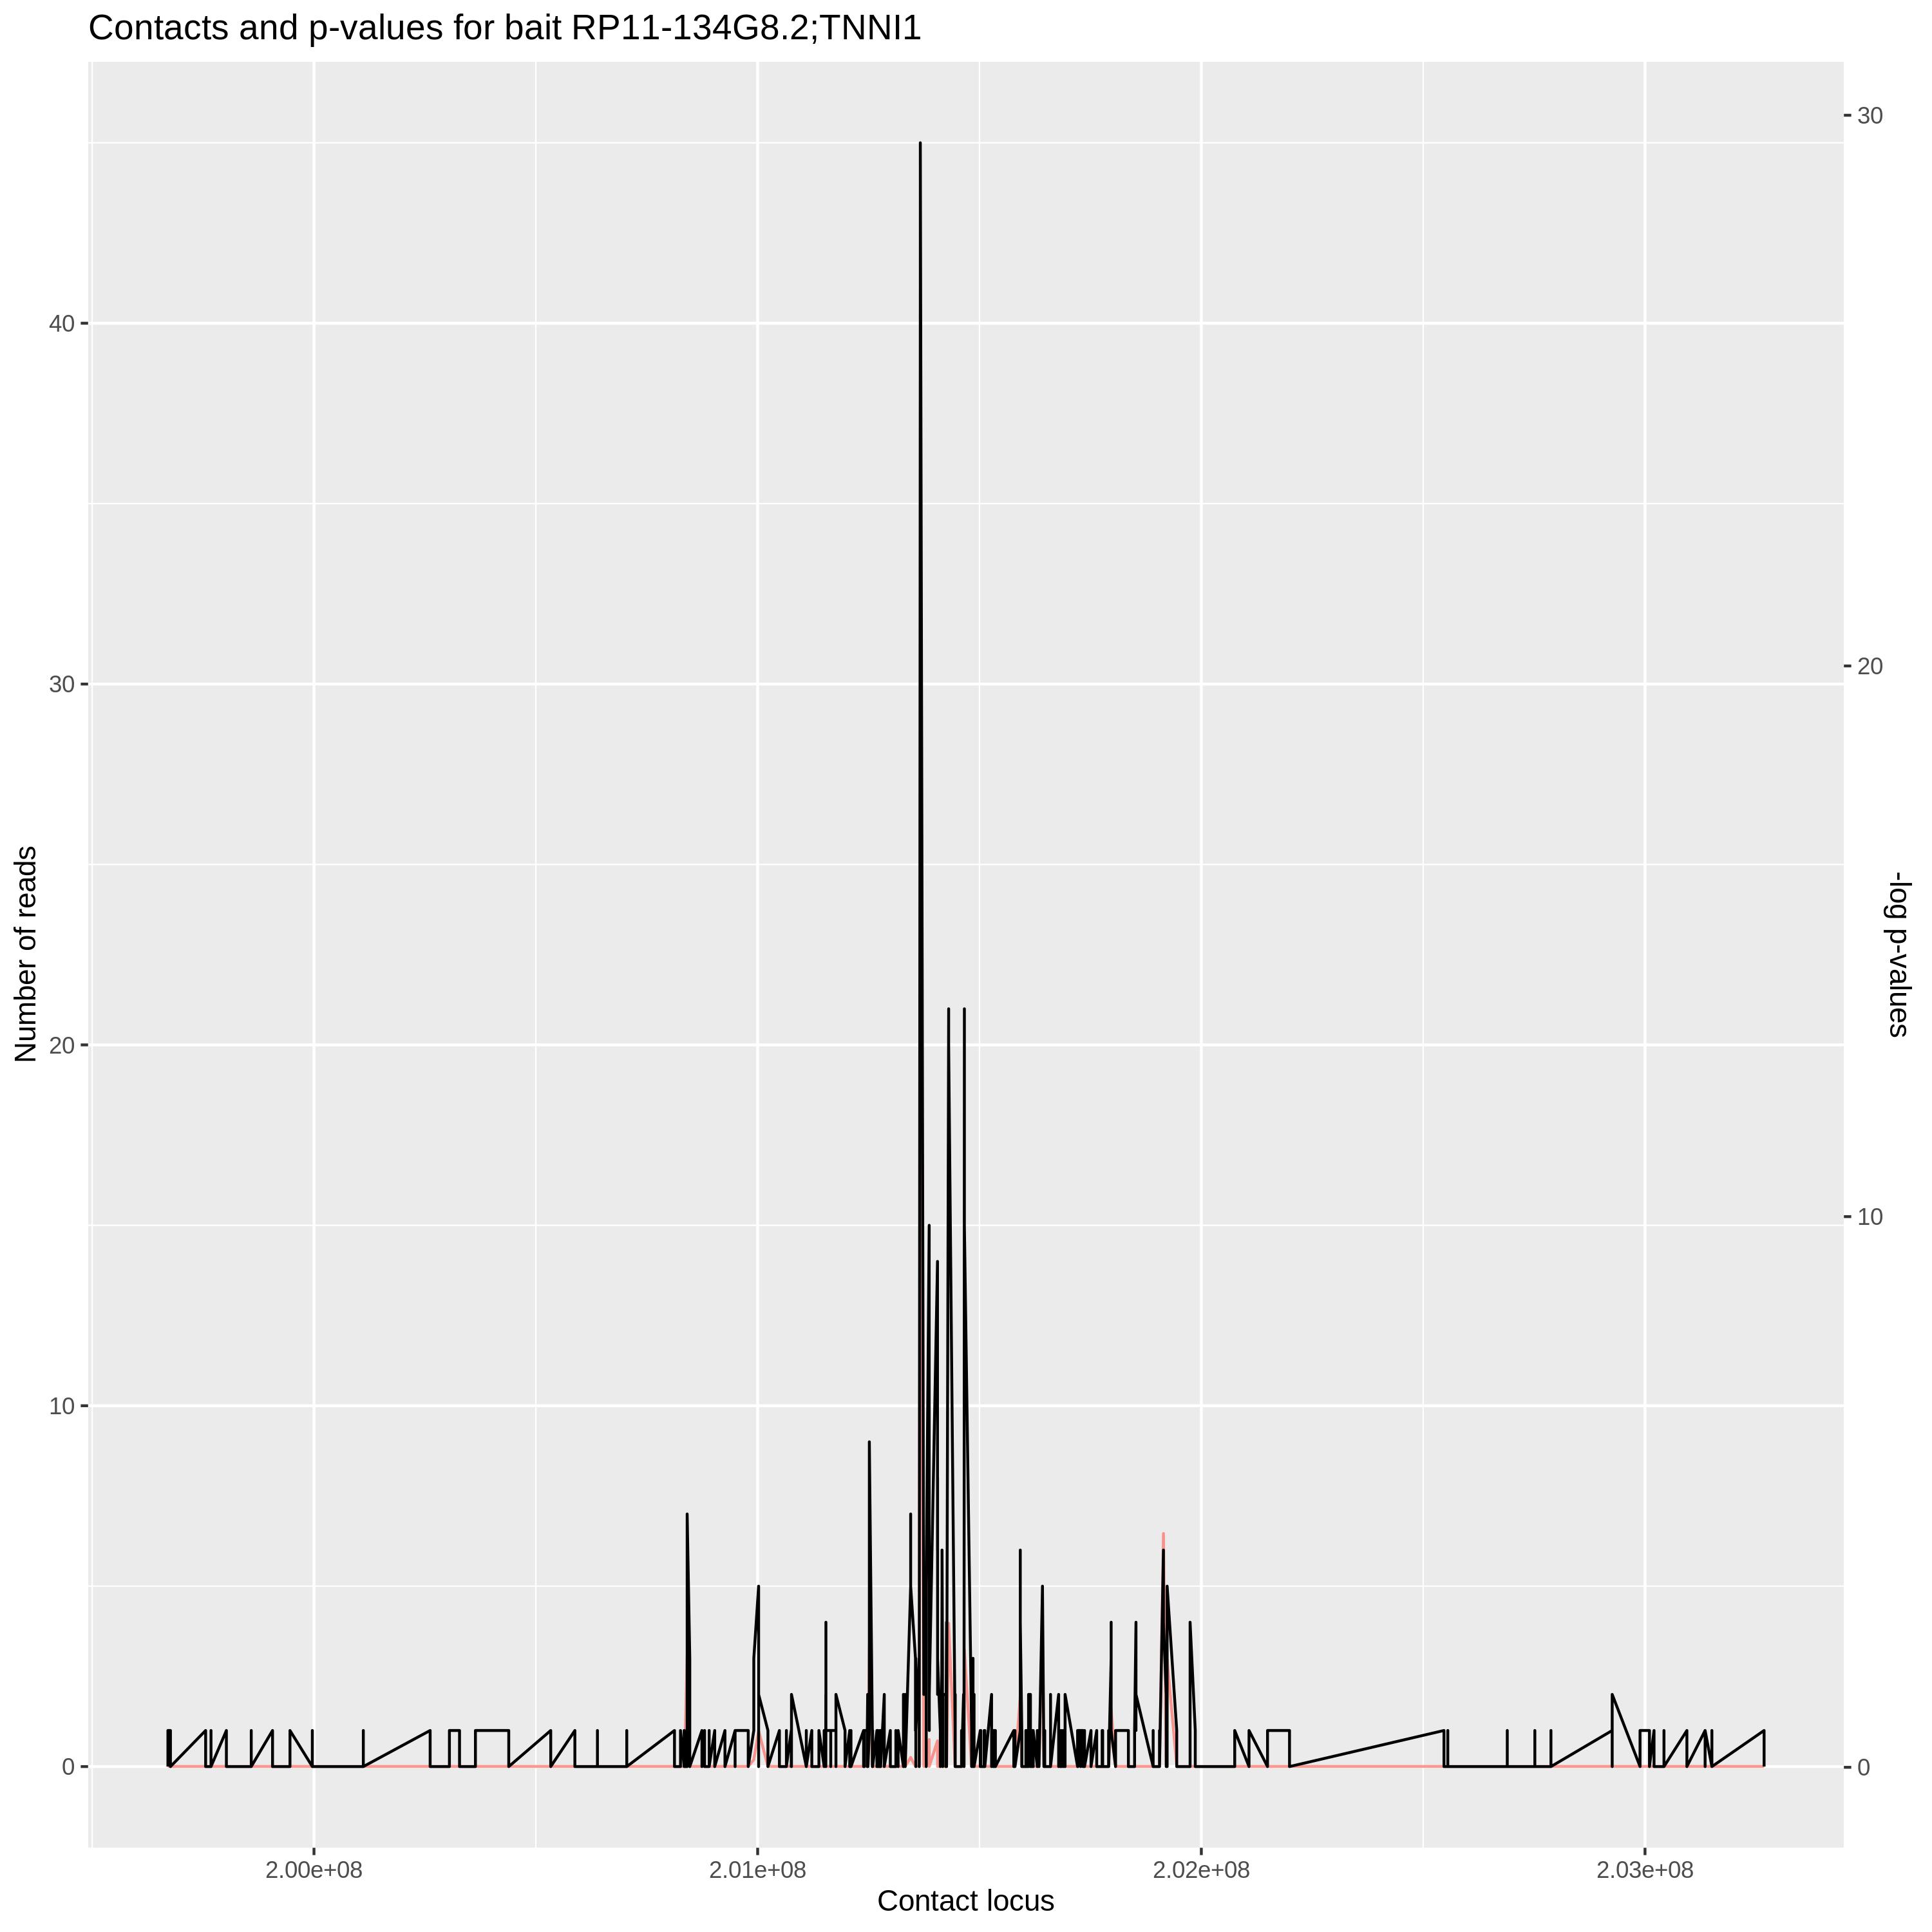 Contacts and p-values for bait RP11-134G8.2;TNNI1
Number of reads
40
30
20
10
0
30
20
10
0
-log p-values
2.00e+08 2.01e+08 2.02e+08 2.03e+08
Contact locus